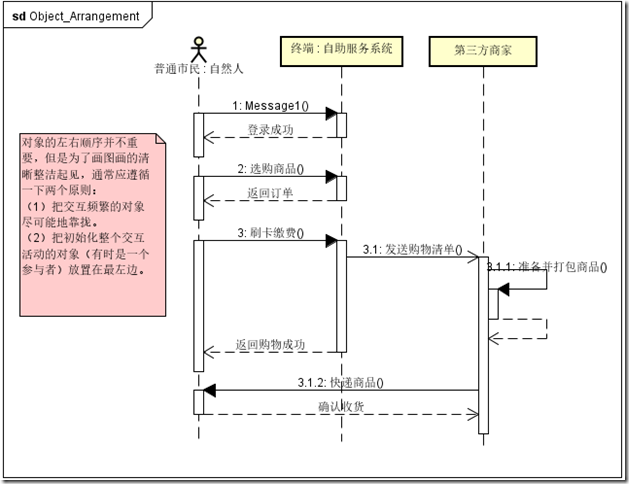 sd Object_Arrangement
普通市民 : 自然人
终端 : 自助服务系统
第三方商家
1: Message1()
登录成功
2: 选购商品()
返回订单
3: 刷卡缴费()
3.1: 发送购物清单()
3.1.1: 准备并打包商品()
返回购物成功
3.1.2: 快递商品()
确认收货
对象的左右顺序并不重
要，但是为了画图画的清
晰整洁起见，通常应遵循
一下两个原则：
（1）把交互频繁的对象
尽可能地靠拢。
（2）把初始化整个交互
活动的对象（有时是一个
参与者）放置在最左边。